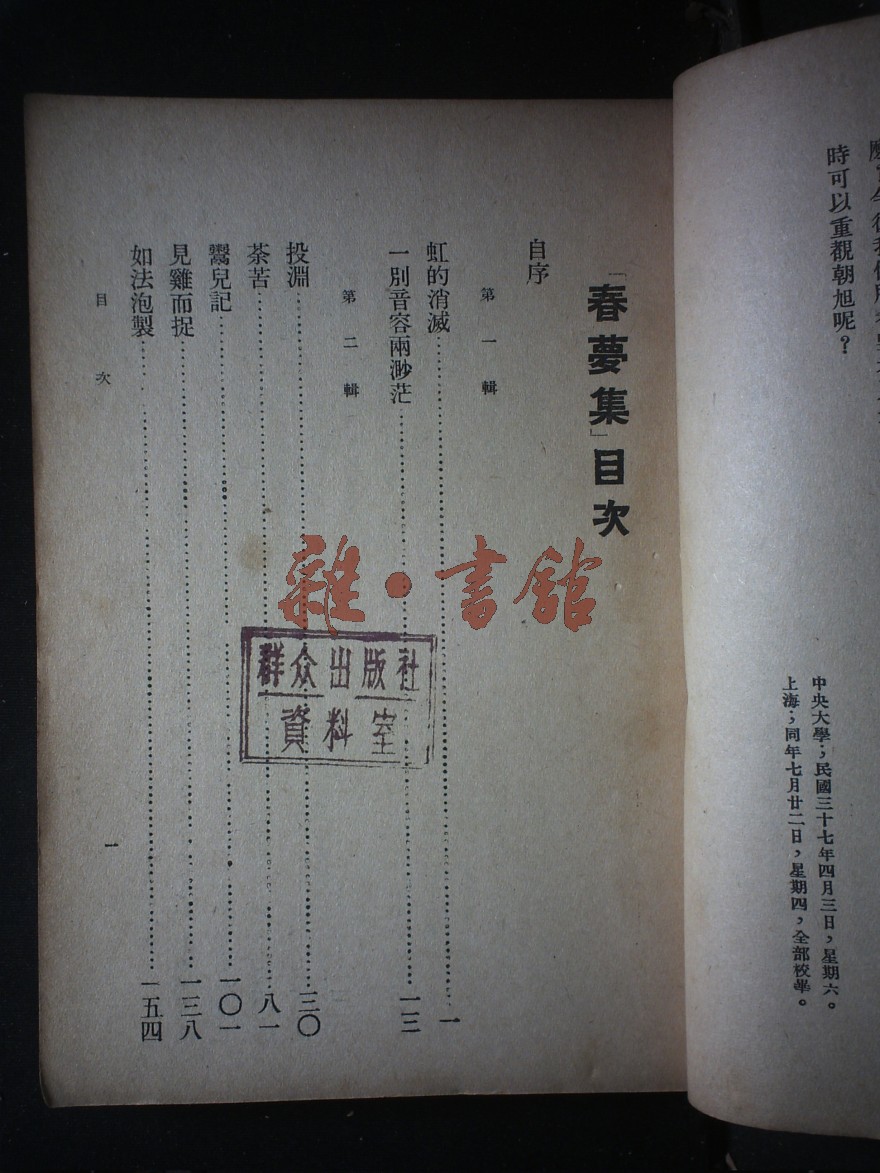 時可以重觀朝旭呢？
中央大學；民國三十七年四月三日，星期六。
上海；同年七月廿二日，星期四，全部校畢。
「春夢集」目次
自序
第一輯
虹的消滅……一
一別音容兩渺茫……一三
第二輯
投淵……三〇
荼苦……八一
鬻兒記……一〇一
見雞而捉……一三八
如法泡製……一五四
目次
一
雜·書館
群众出版社
資料室